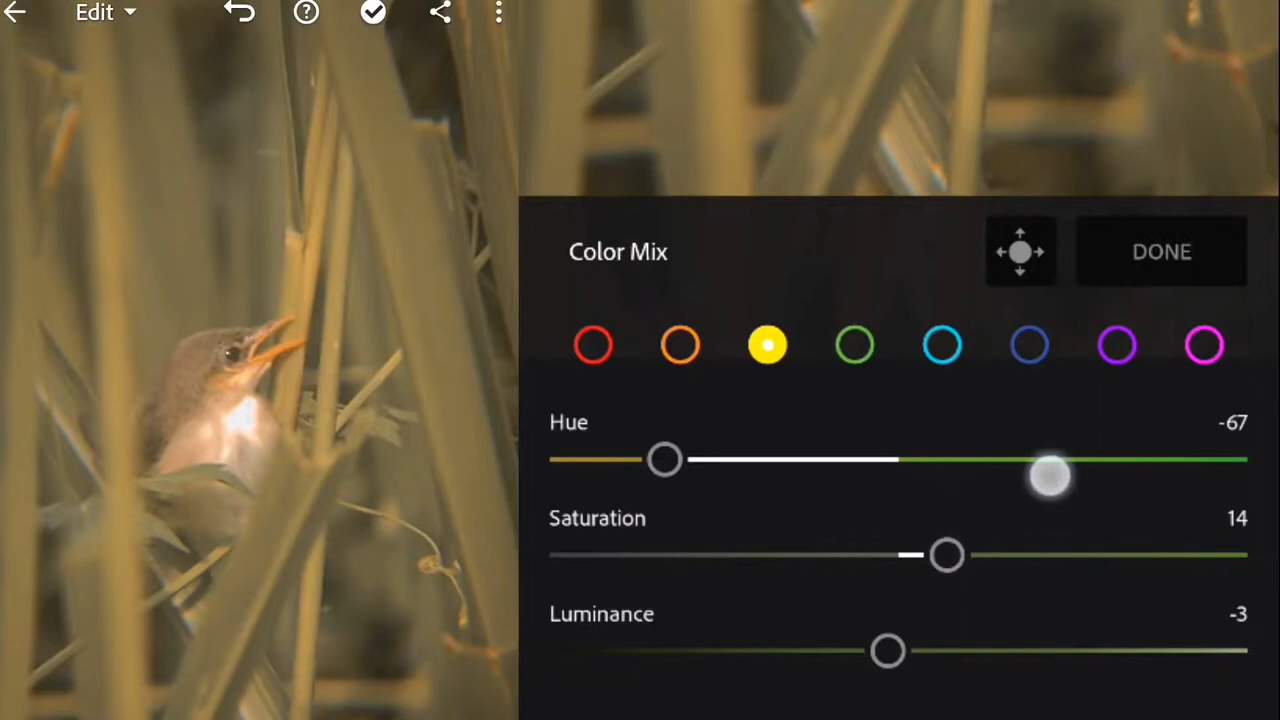 Edit
Color Mix
DONE
Hue
-67
Saturation
14
Luminance
-3